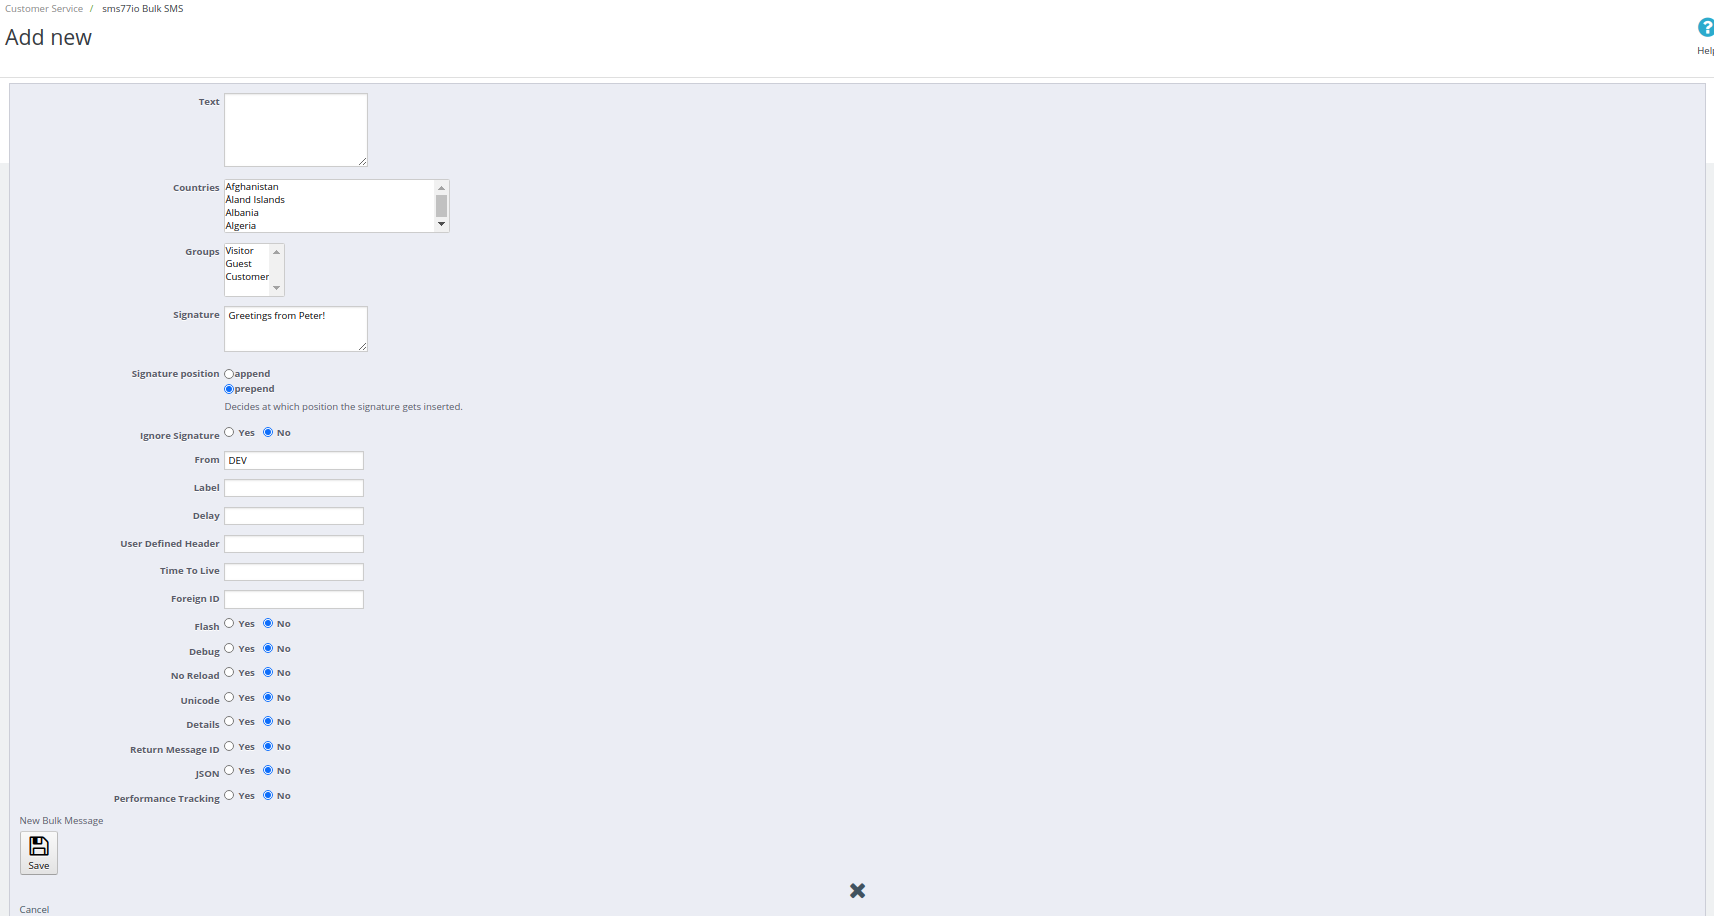 Customer Service / sms77io Bulk SMS
Add new
?
Help
Text
Countries
Afghanistan
Åland Islands
Albania
Algeria
Groups
Visitor
Guest
Customer
Signature
Greetings from Peter!
Signature position
append
prepend
Decides at which position the signature gets inserted.
Ignore Signature Yes No
From DEV
Label
Delay
User Defined Header
Time To Live
Foreign ID
Flash Yes No
Debug Yes No
No Reload Yes No
Unicode Yes No
Details Yes No
Return Message ID Yes No
JSON Yes No
Performance Tracking Yes No
New Bulk Message
Save
Cancel